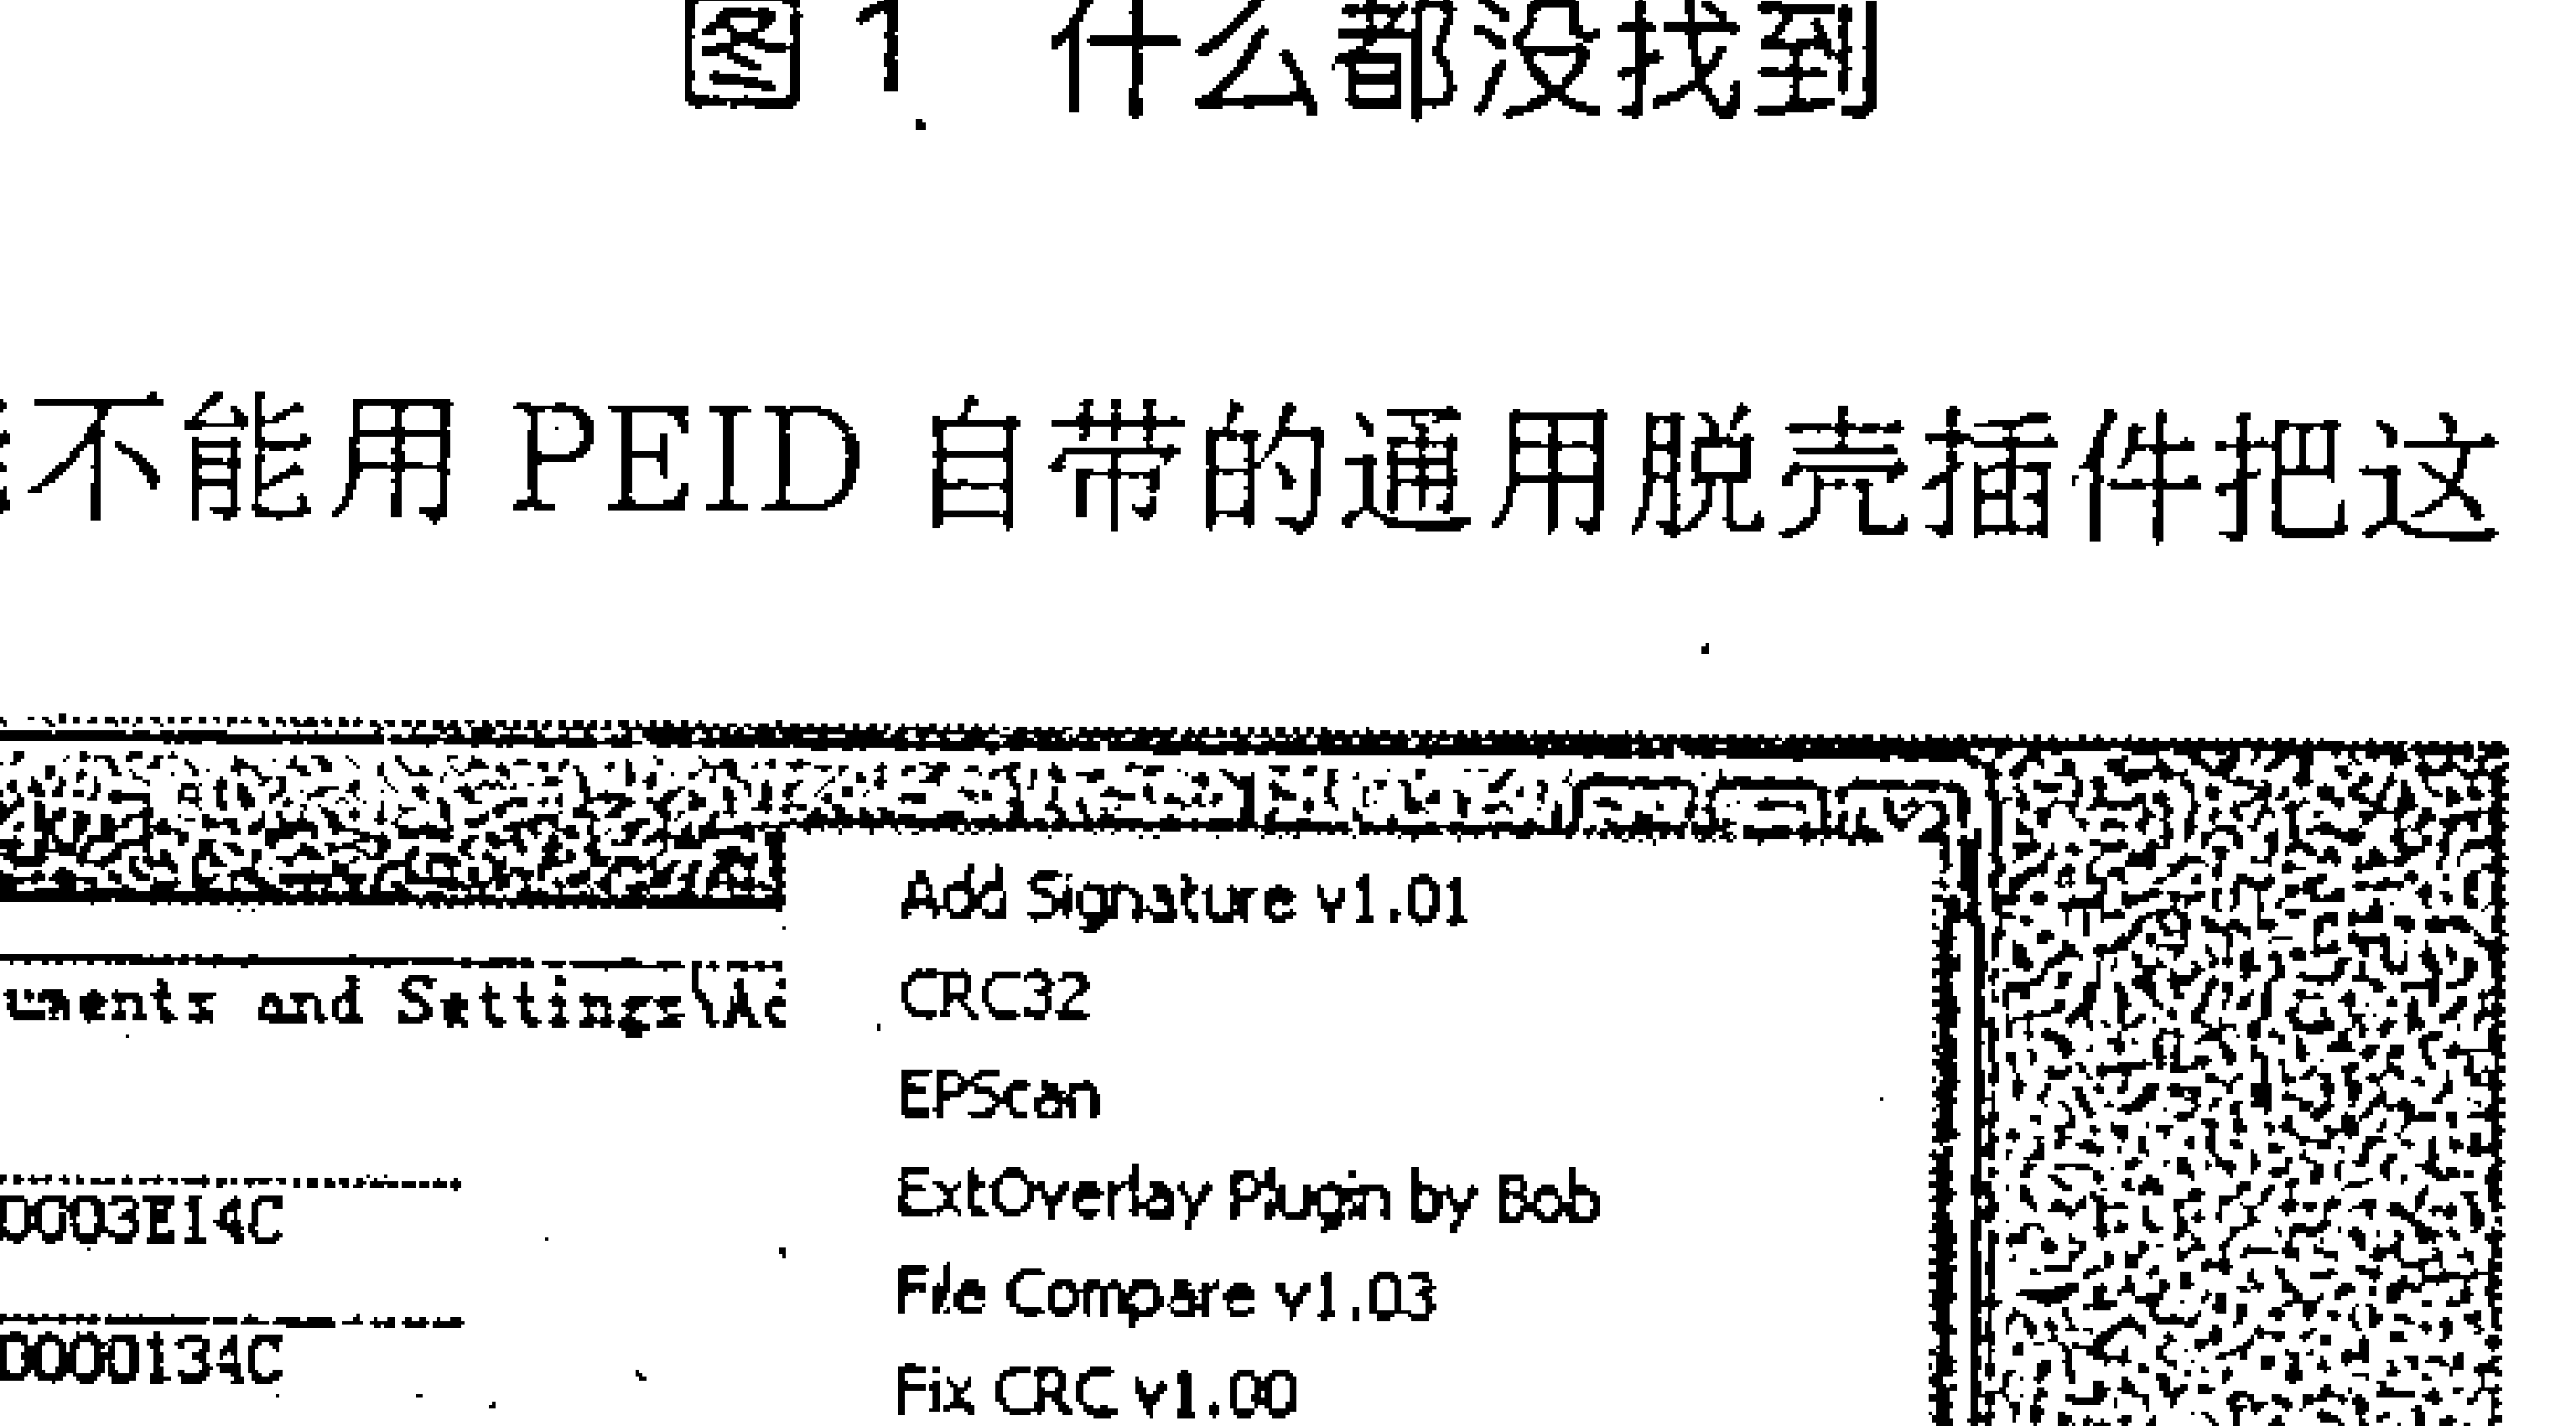 图1 什么都没找到
不能用 PEID 自带的通用脱壳插件把这
Add Signature v1.01
uments and Settings\Ac
CRC32
EPScan
ExtOverlay Plugin by Bob
0003E14C
File Compare v1.03
0000134C
Fix CRC v1.00